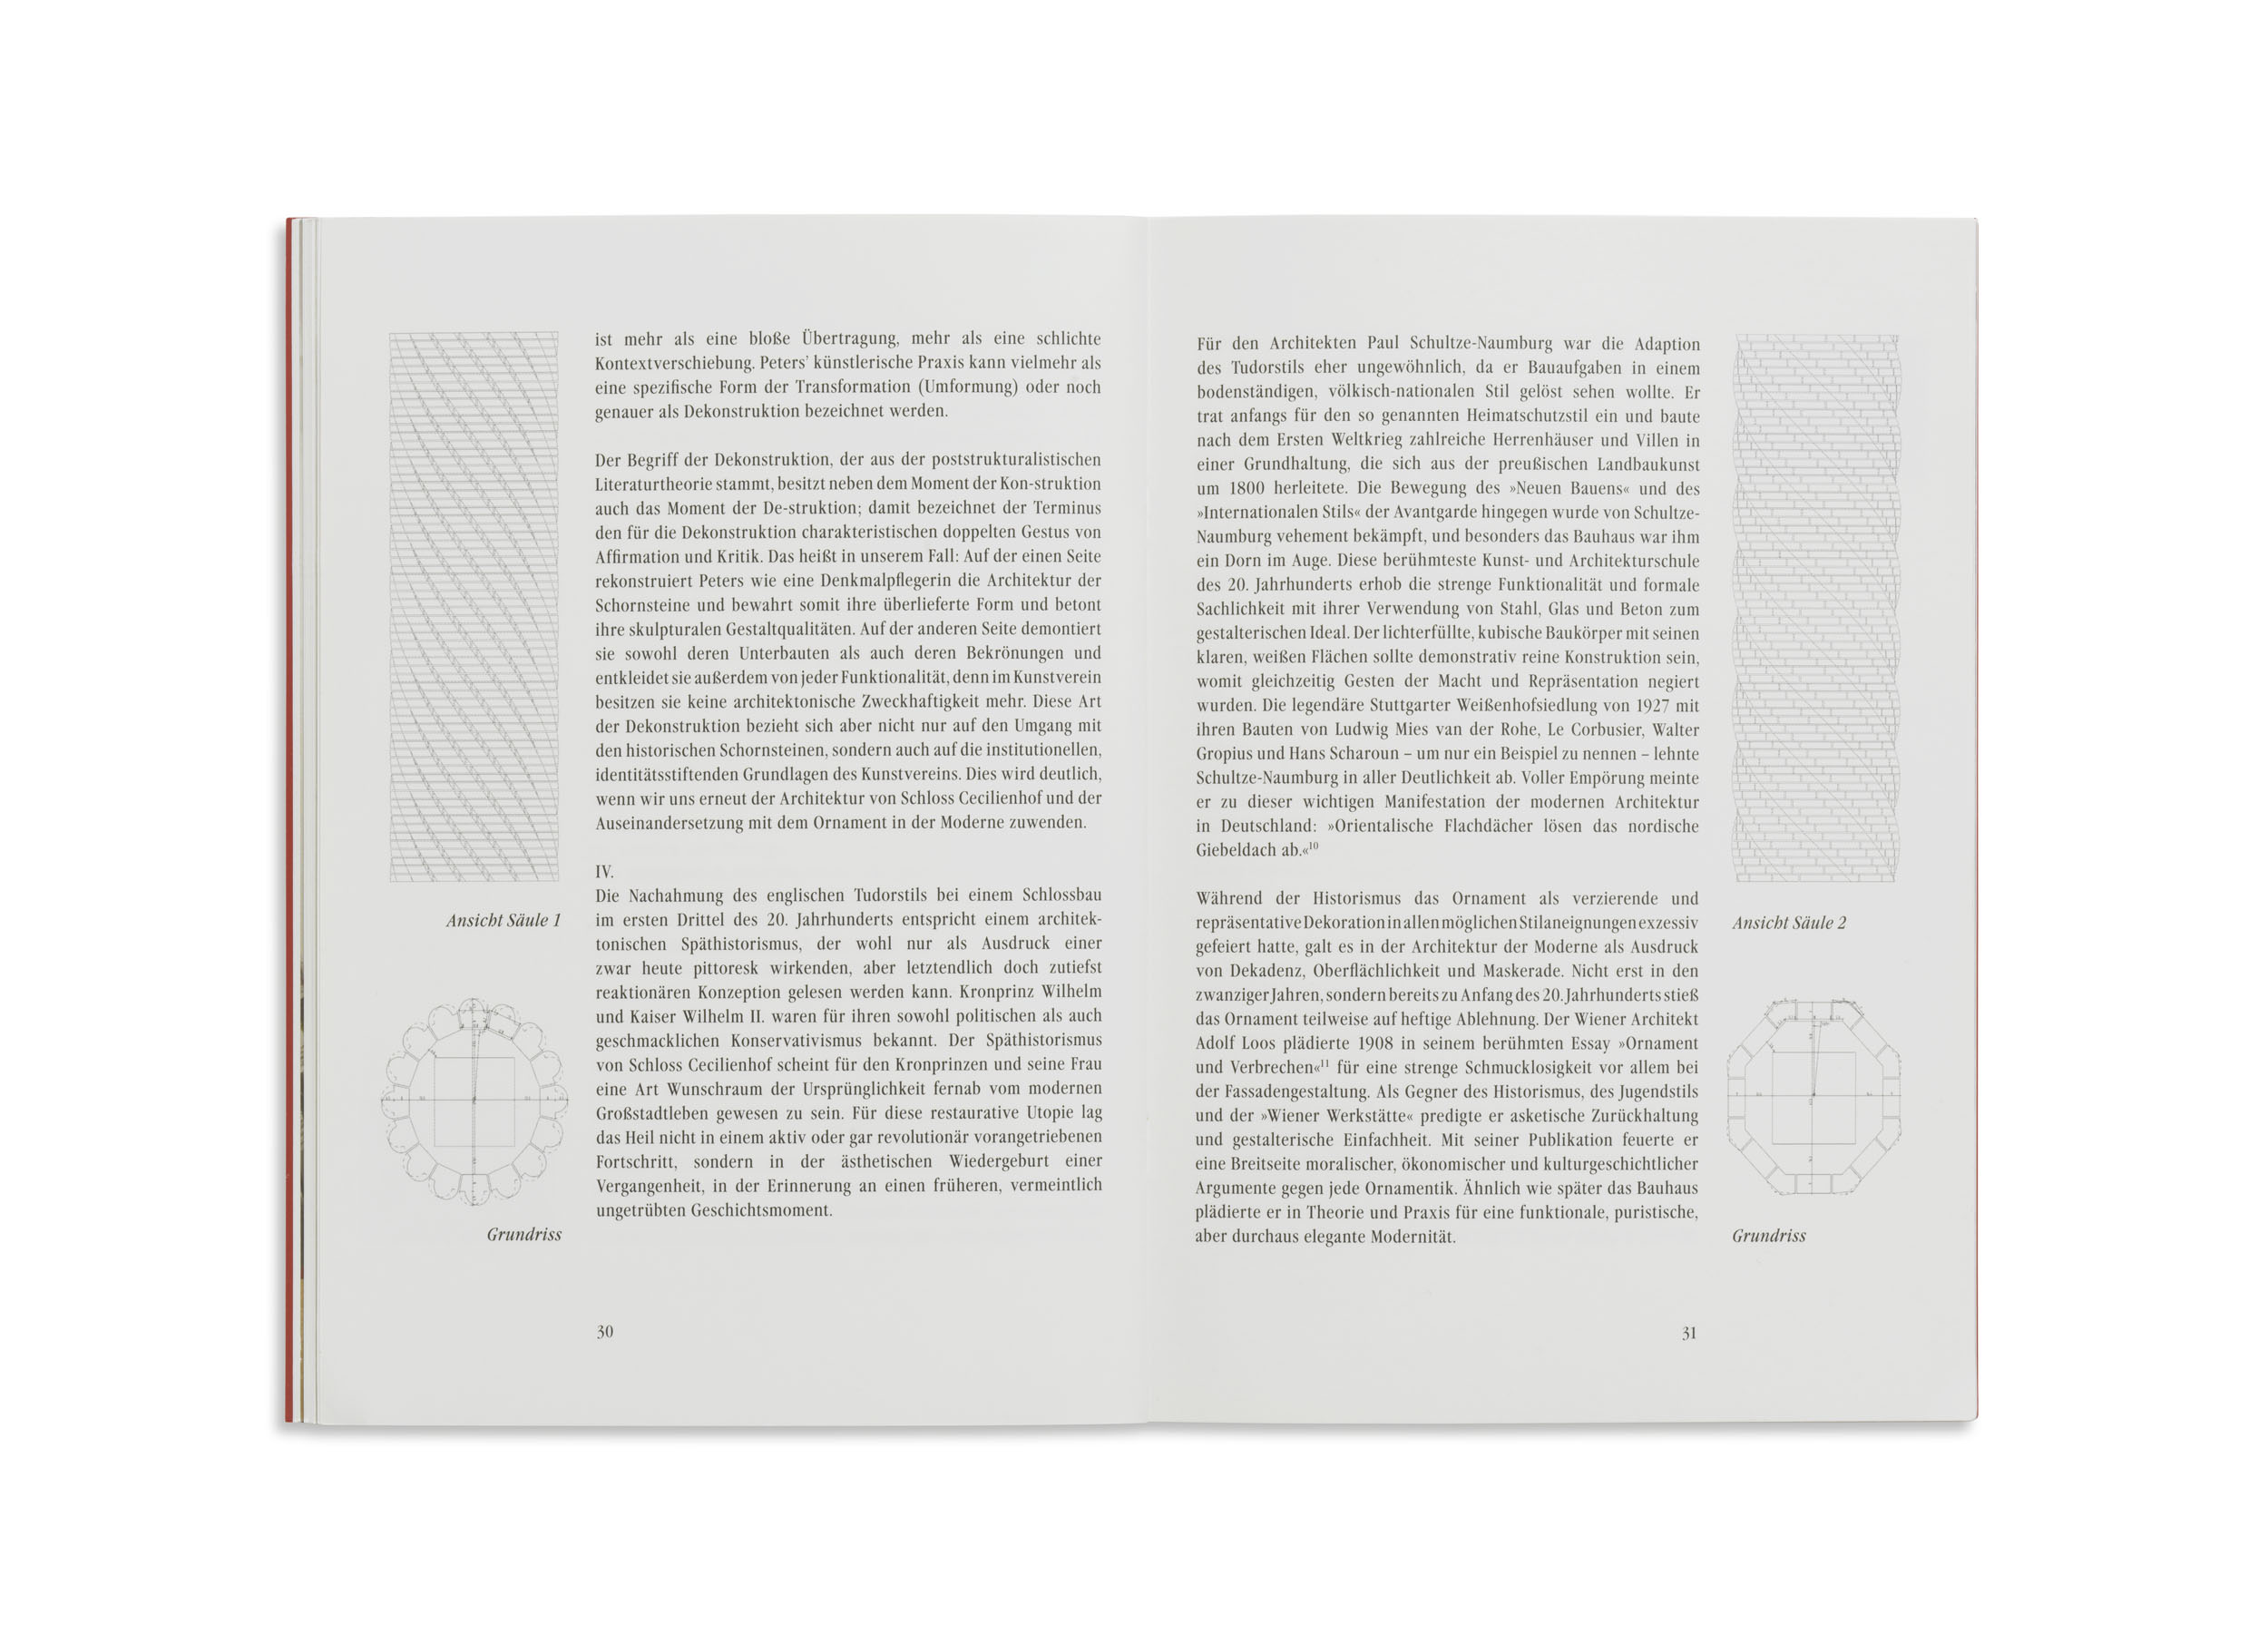 ist mehr als eine bloße Übertragung, mehr als eine schlichte
Kontextverschiebung. Peters’ künstlerische Praxis kann vielmehr als
eine spezifische Form der Transformation (Umformung) oder noch
genauer als Dekonstruktion bezeichnet werden.
Der Begriff der Dekonstruktion, der aus der poststrukturalistischen
Literaturtheorie stammt, besitzt neben dem Moment der Kon-struktion
auch das Moment der De-struktion; damit bezeichnet der Terminus
den für die Dekonstruktion charakteristischen doppelten Gestus von
Affirmation und Kritik. Das heißt in unserem Fall: Auf der einen Seite
rekonstruiert Peters wie eine Denkmalpflegerin die Architektur der
Schornsteine und bewahrt somit ihre überlieferte Form und betont
ihre skulpturalen Gestaltqualitäten. Auf der anderen Seite demontiert
sie sowohl deren Unterbauten als auch deren Bekrönungen und
entkleidet sie außerdem von jeder Funktionalität, denn im Kunstverein
besitzen sie keine architektonische Zweckhaftigkeit mehr. Diese Art
der Dekonstruktion bezieht sich aber nicht nur auf den Umgang mit
den historischen Schornsteinen, sondern auch auf die institutionellen,
identitätsstiftenden Grundlagen des Kunstvereins. Dies wird deutlich,
wenn wir uns erneut der Architektur von Schloss Cecilienhof und der
Auseinandersetzung mit dem Ornament in der Moderne zuwenden.
IV.
Die Nachahmung des englischen Tudorstils bei einem Schlossbau
im ersten Drittel des 20. Jahrhunderts entspricht einem architek-
tonischen Späthistorismus, der wohl nur als Ausdruck einer
zwar heute pittoresk wirkenden, aber letztendlich doch zutiefst
reaktionären Konzeption gelesen werden kann. Kronprinz Wilhelm
und Kaiser Wilhelm II. waren für ihren sowohl politischen als auch
geschmacklichen Konservativismus bekannt. Der Späthistorismus
von Schloss Cecilienhof scheint für den Kronprinzen und seine Frau
eine Art Wunschraum der Ursprünglichkeit fernab vom modernen
Großstadtleben gewesen zu sein. Für diese restaurative Utopie lag
das Heil nicht in einem aktiv oder gar revolutionär vorangetriebenen
Fortschritt, sondern in der ästhetischen Wiedergeburt einer
Vergangenheit, in der Erinnerung an einen früheren, vermeintlich
ungetrübten Geschichtsmoment.
Ansicht Säule 1
Grundriss
30
Für den Architekten Paul Schultze-Naumburg war die Adaption
des Tudorstils eher ungewöhnlich, da er Bauaufgaben in einem
bodenständigen, völkisch-nationalen Stil gelöst sehen wollte. Er
trat anfangs für den so genannten Heimatschutzstil ein und baute
nach dem Ersten Weltkrieg zahlreiche Herrenhäuser und Villen in
einer Grundhaltung, die sich aus der preußischen Landbaukunst
um 1800 herleitete. Die Bewegung des »Neuen Bauens« und des
»Internationalen Stils« der Avantgarde hingegen wurde von Schultze-
Naumburg vehement bekämpft, und besonders das Bauhaus war ihm
ein Dorn im Auge. Diese berühmteste Kunst- und Architekturschule
des 20. Jahrhunderts erhob die strenge Funktionalität und formale
Sachlichkeit mit ihrer Verwendung von Stahl, Glas und Beton zum
gestalterischen Ideal. Der lichterfüllte, kubische Baukörper mit seinen
klaren, weißen Flächen sollte demonstrativ reine Konstruktion sein,
womit gleichzeitig Gesten der Macht und Repräsentation negiert
wurden. Die legendäre Stuttgarter Weißenhofsiedlung von 1927 mit
ihren Bauten von Ludwig Mies van der Rohe, Le Corbusier, Walter
Gropius und Hans Scharoun – um nur ein Beispiel zu nennen – lehnte
Schultze-Naumburg in aller Deutlichkeit ab. Voller Empörung meinte
er zu dieser wichtigen Manifestation der modernen Architektur
in Deutschland: »Orientalische Flachdächer lösen das nordische
Giebeldach ab.«¹⁰
Während der Historismus das Ornament als verzierende und
repräsentative Dekoration in allen möglichen Stilaneignungen exzessiv
gefeiert hatte, galt es in der Architektur der Moderne als Ausdruck
von Dekadenz, Oberflächlichkeit und Maskerade. Nicht erst in den
zwanziger Jahren, sondern bereits zu Anfang des 20. Jahrhunderts stieß
das Ornament teilweise auf heftige Ablehnung. Der Wiener Architekt
Adolf Loos plädierte 1908 in seinem berühmten Essay »Ornament
und Verbrechen«¹¹ für eine strenge Schmucklosigkeit vor allem bei
der Fassadengestaltung. Als Gegner des Historismus, des Jugendstils
und der »Wiener Werkstätte« predigte er asketische Zurückhaltung
und gestalterische Einfachheit. Mit seiner Publikation feuerte er
eine Breitseite moralischer, ökonomischer und kulturgeschichtlicher
Argumente gegen jede Ornamentik. Ähnlich wie später das Bauhaus
plädierte er in Theorie und Praxis für eine funktionale, puristische,
aber durchaus elegante Modernität.
Ansicht Säule 2
Grundriss
31